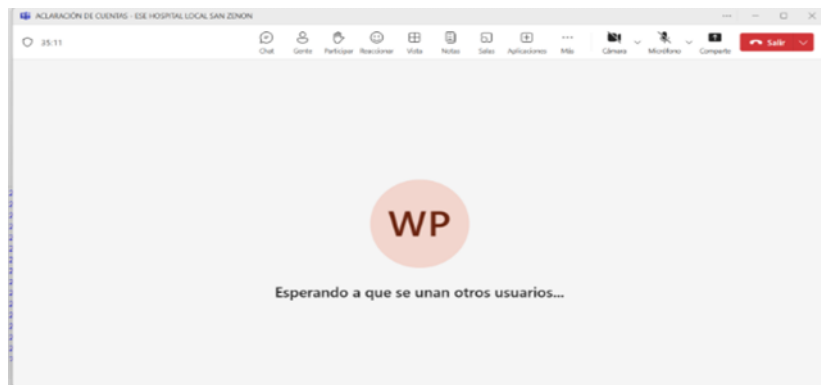 ACLARACIÓN DE CUENTAS - ESE HOSPITAL LOCAL SAN ZENON
35:11
Chat Gente Participar Reaccionar Vista Notas Salas Aplicaciones Más Cámara Micrófono Compartir Salir
WP
Esperando a que se unan otros usuarios...